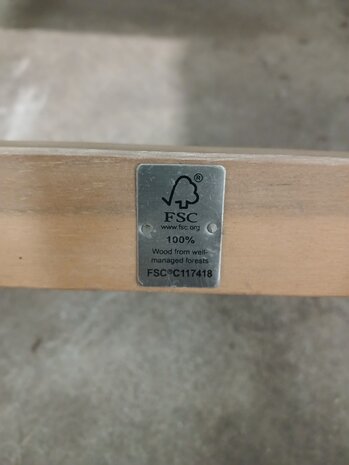 ®
FSC
www.fsc.org
100%
Wood from well-
managed forests
FSC®C117418